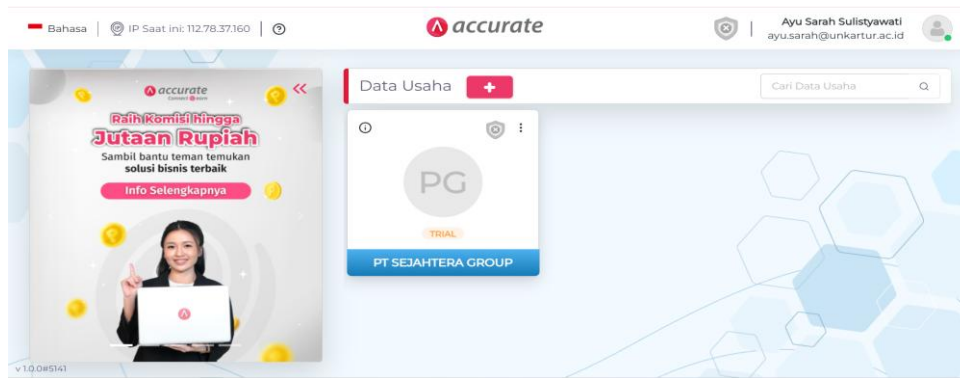 Bahasa
IP Saat ini: 112.78.37.160
accurate
Ayu Sarah Sulistyawati
ayu.sarah@unkartur.ac.id
accurate
Raih Komisi hingga
Jutaan Rupiah
Sambil bantu teman temukan
solusi bisnis terbaik
Info Selengkapnya
v 1.0.0#5141
Data Usaha
Cari Data Usaha
PG
TRIAL
PT SEJAHTERA GROUP